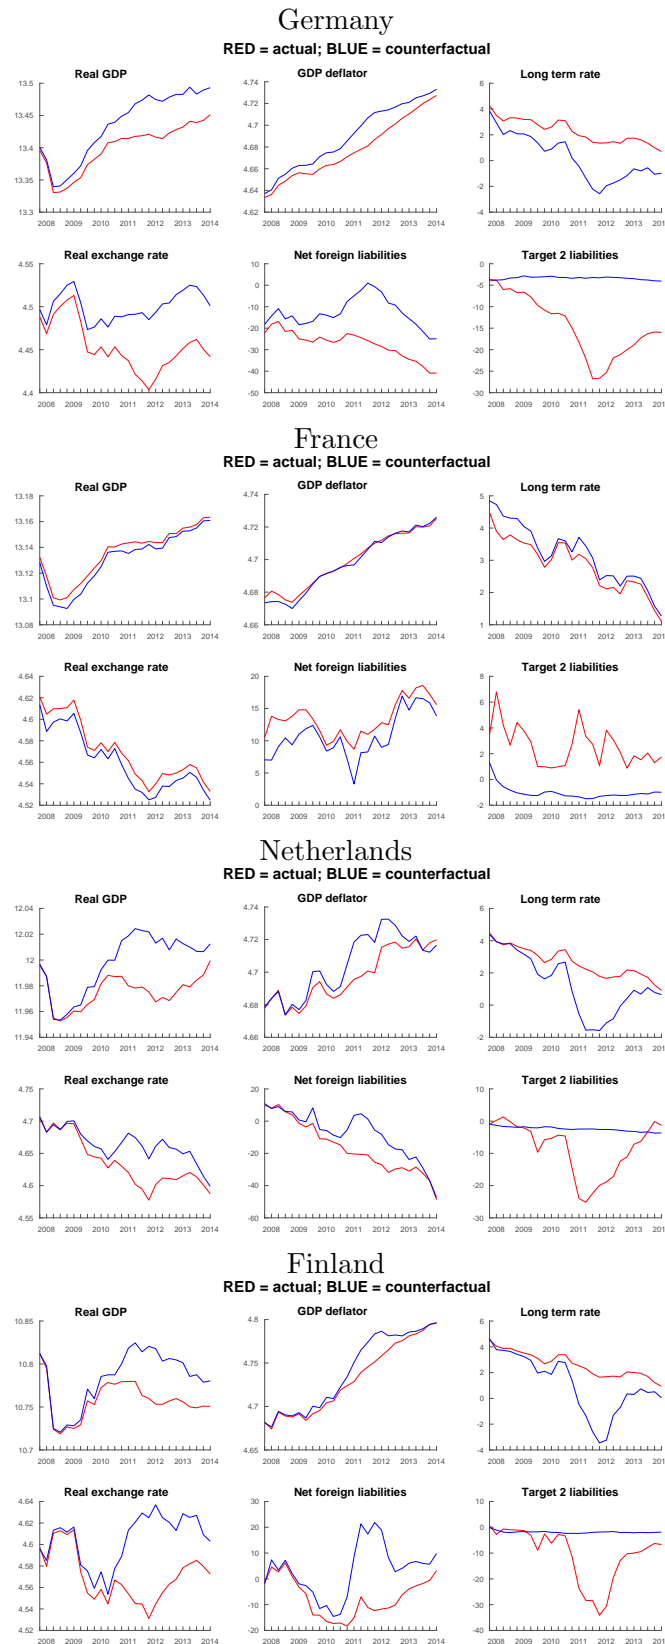 Germany
RED = actual; BLUE = counterfactual
Real GDP
13.5
13.45
13.4
13.35
13.3
2008 2009 2010 2011 2012 2013 2014
GDP deflator
4.74
4.72
4.7
4.68
4.66
4.64
4.62
2008 2009 2010 2011 2012 2013 2014
Long term rate
6
4
2
0
-2
-4
2008 2009 2010 2011 2012 2013 2014
Real exchange rate
4.55
4.5
4.45
4.4
2008 2009 2010 2011 2012 2013 2014
Net foreign liabilities
10
0
-10
-20
-30
-40
-50
2008 2009 2010 2011 2012 2013 2014
Target 2 liabilities
0
-5
-10
-15
-20
-25
-30
2008 2009 2010 2011 2012 2013 2014
France
RED = actual; BLUE = counterfactual
Real GDP
13.18
13.16
13.14
13.12
13.1
13.08
2008 2009 2010 2011 2012 2013 2014
GDP deflator
4.74
4.72
4.7
4.68
4.66
2008 2009 2010 2011 2012 2013 2014
Long term rate
5
4
3
2
1
2008 2009 2010 2011 2012 2013 2014
Real exchange rate
4.64
4.62
4.6
4.58
4.56
4.54
4.52
2008 2009 2010 2011 2012 2013 2014
Net foreign liabilities
20
15
10
5
0
2008 2009 2010 2011 2012 2013 2014
Target 2 liabilities
8
6
4
2
0
-2
2008 2009 2010 2011 2012 2013 2014
Netherlands
RED = actual; BLUE = counterfactual
Real GDP
12.04
12.02
12
11.98
11.96
11.94
2008 2009 2010 2011 2012 2013 2014
GDP deflator
4.74
4.72
4.7
4.68
4.66
2008 2009 2010 2011 2012 2013 2014
Long term rate
6
4
2
0
-2
2008 2009 2010 2011 2012 2013 2014
Real exchange rate
4.75
4.7
4.65
4.6
4.55
2008 2009 2010 2011 2012 2013 2014
Net foreign liabilities
20
0
-20
-40
-60
2008 2009 2010 2011 2012 2013 2014
Target 2 liabilities
10
0
-10
-20
-30
2008 2009 2010 2011 2012 2013 2014
Finland
RED = actual; BLUE = counterfactual
Real GDP
10.85
10.8
10.75
10.7
2008 2009 2010 2011 2012 2013 2014
GDP deflator
4.8
4.75
4.7
4.65
2008 2009 2010 2011 2012 2013 2014
Long term rate
6
4
2
0
-2
-4
2008 2009 2010 2011 2012 2013 2014
Real exchange rate
4.64
4.62
4.6
4.58
4.56
4.54
4.52
2008 2009 2010 2011 2012 2013 2014
Net foreign liabilities
30
20
10
0
-10
-20
2008 2009 2010 2011 2012 2013 2014
Target 2 liabilities
10
0
-10
-20
-30
-40
2008 2009 2010 2011 2012 2013 2014